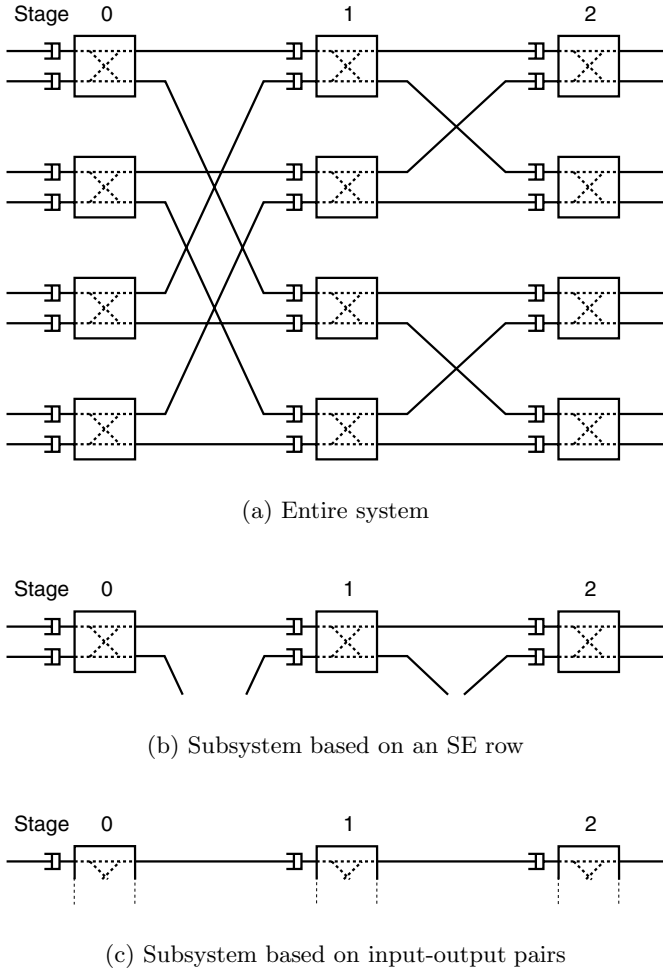 Stage 0 1 2
(a) Entire system
Stage 0 1 2
(b) Subsystem based on an SE row
Stage 0 1 2
(c) Subsystem based on input-output pairs